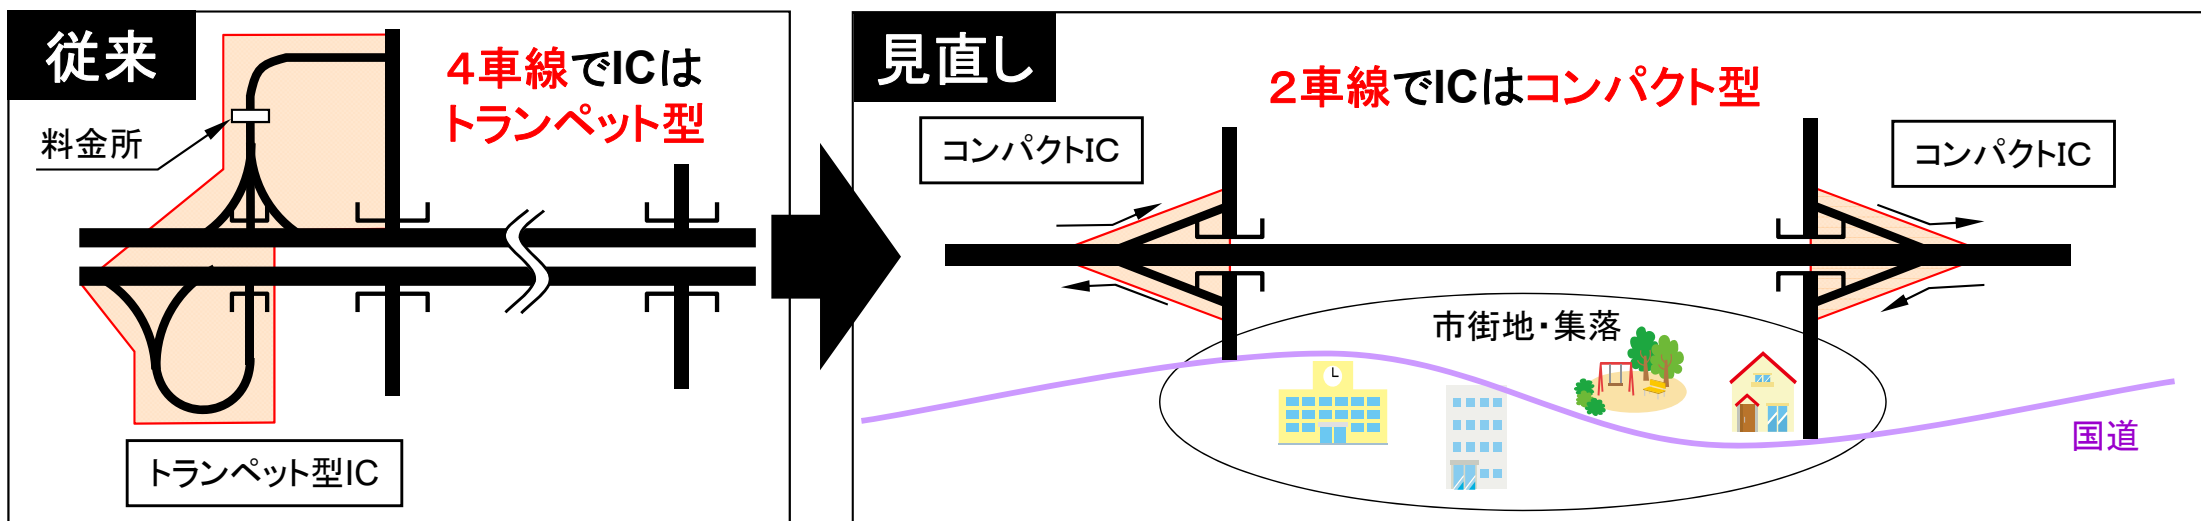 従来
４車線でICは
トランペット型
料金所
トランペット型IC
見直し
２車線でICはコンパクト型
コンパクトIC
コンパクトIC
市街地・集落
国道